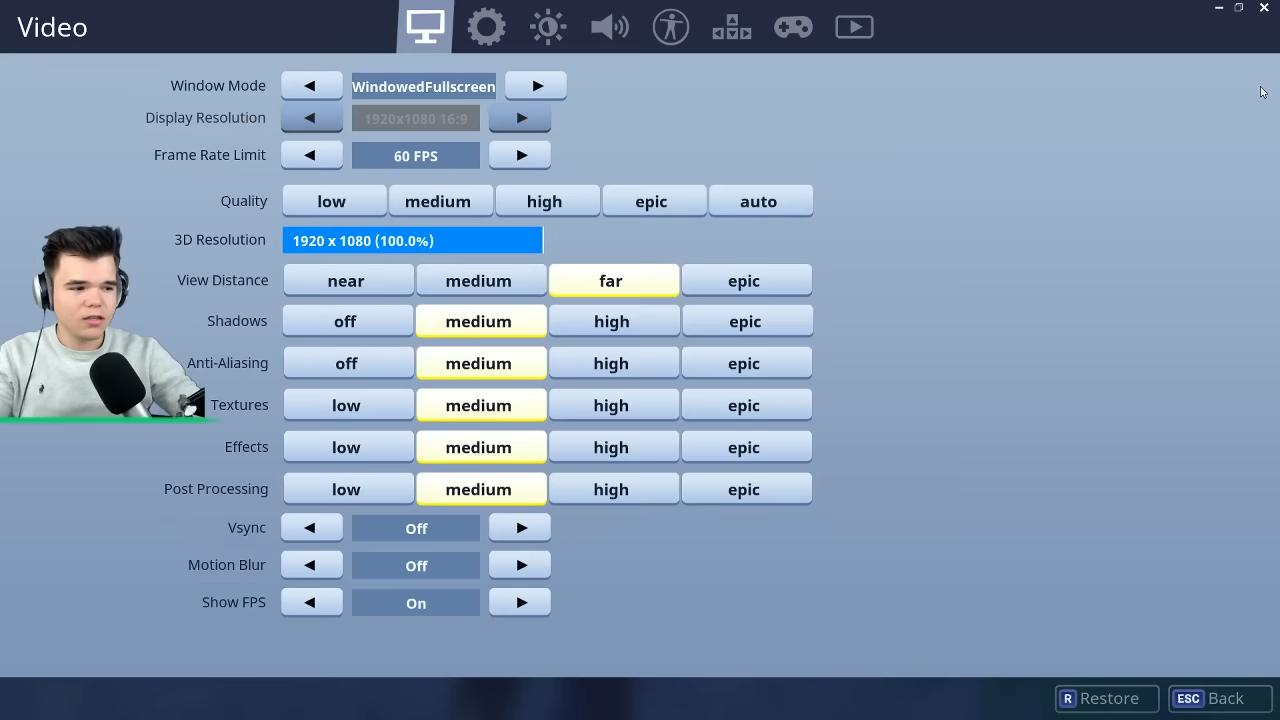 Video
Window Mode ◀ WindowedFullscreen ▶
Display Resolution ◀ 1920x1080 16:9 ▶
Frame Rate Limit ◀ 60 FPS ▶
Quality low medium high epic auto
3D Resolution 1920 x 1080 (100.0%)
View Distance near medium far epic
Shadows off medium high epic
Anti-Aliasing off medium high epic
Textures low medium high epic
Effects low medium high epic
Post Processing low medium high epic
Vsync ◀ Off ▶
Motion Blur ◀ Off ▶
Show FPS ◀ On ▶
R Restore ESC Back